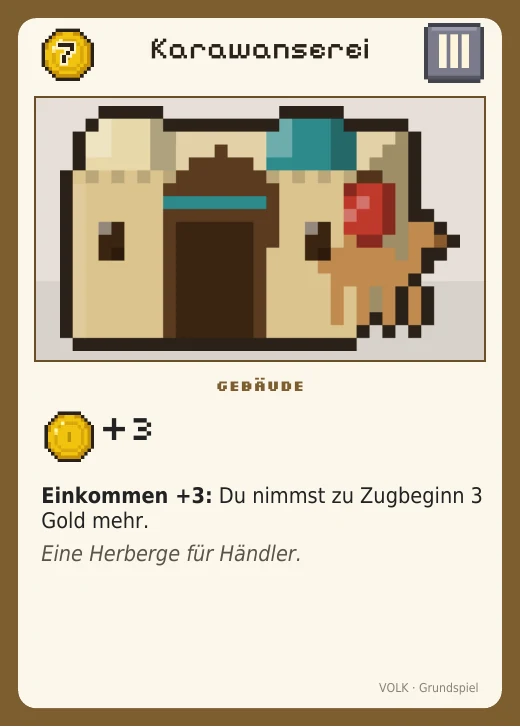 7 Karawanserei III
GEBÄUDE
+3
Einkommen +3: Du nimmst zu Zugbeginn 3
Gold mehr.
Eine Herberge für Händler.
VOLK · Grundspiel